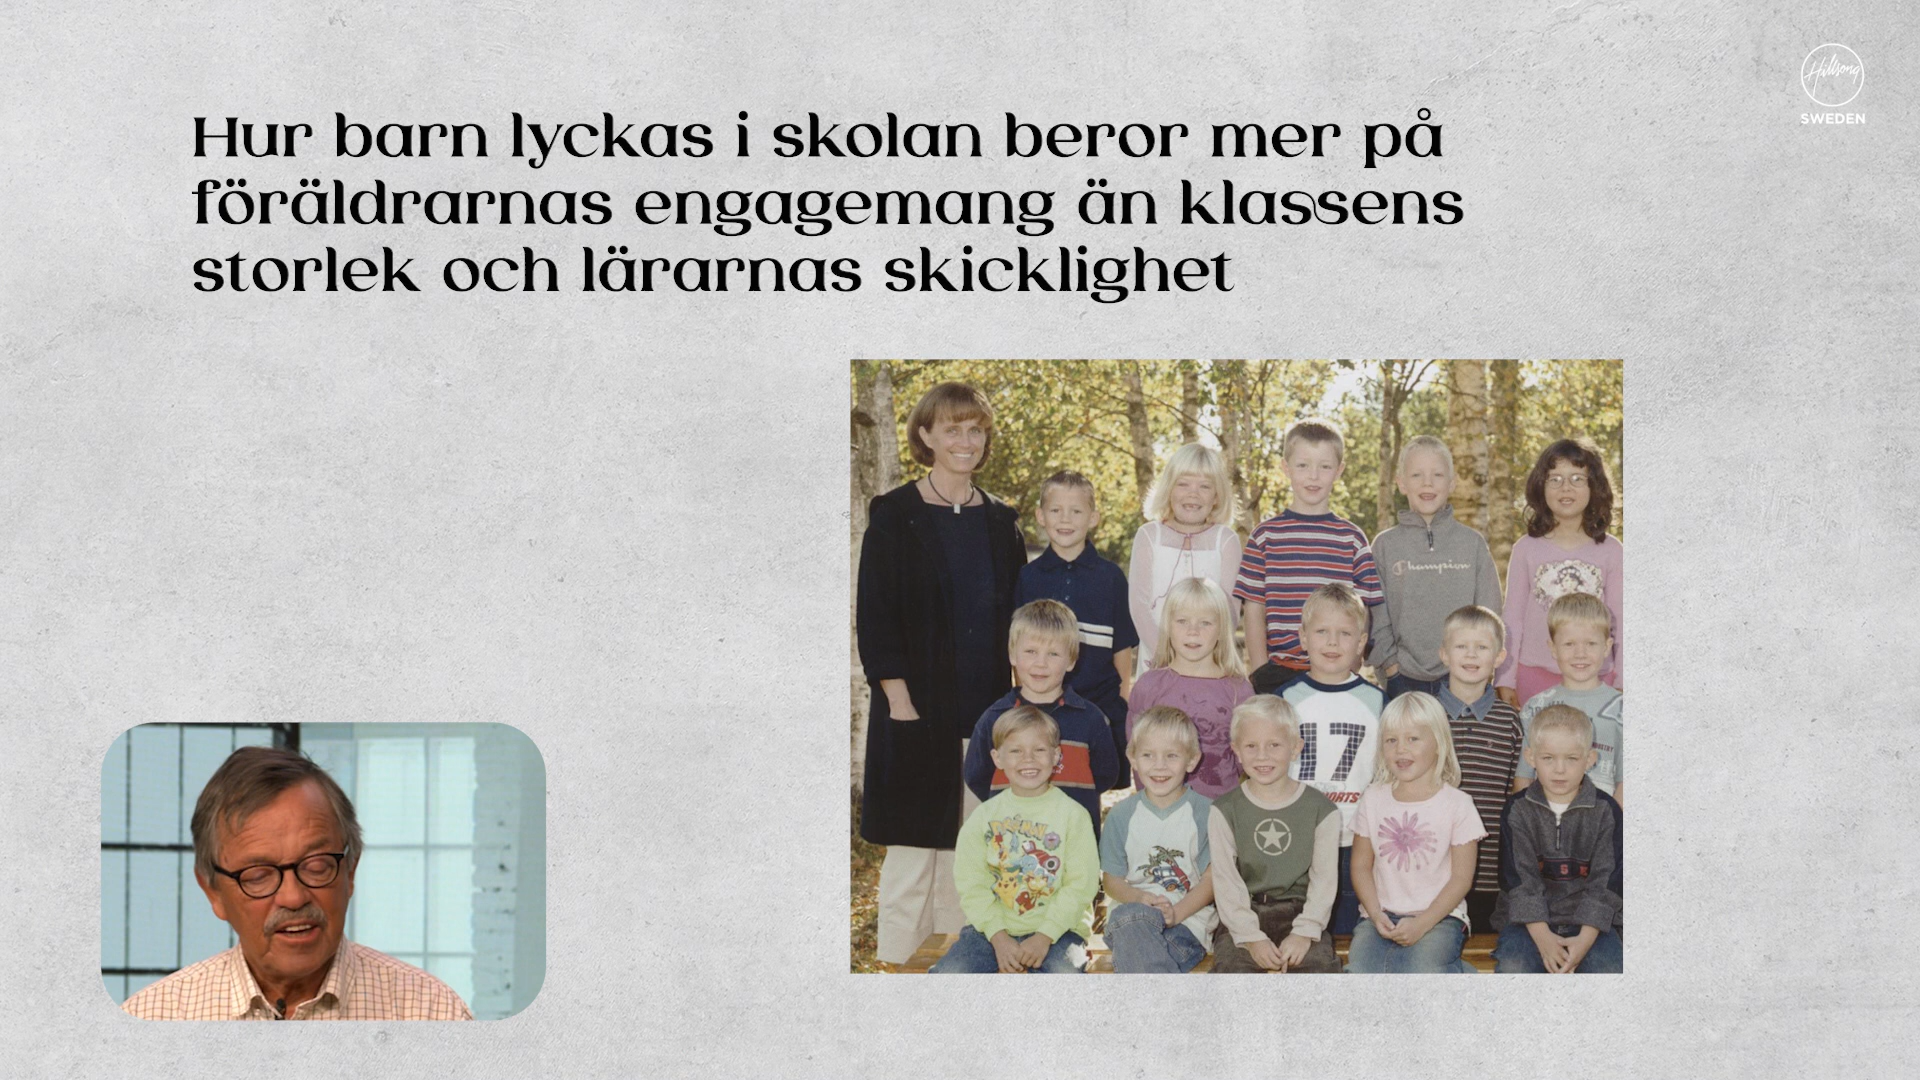 Hillsong
SWEDEN
Hur barn lyckas i skolan beror mer på
föräldrarnas engagemang än klassens
storlek och lärarnas skicklighet
Champion
17